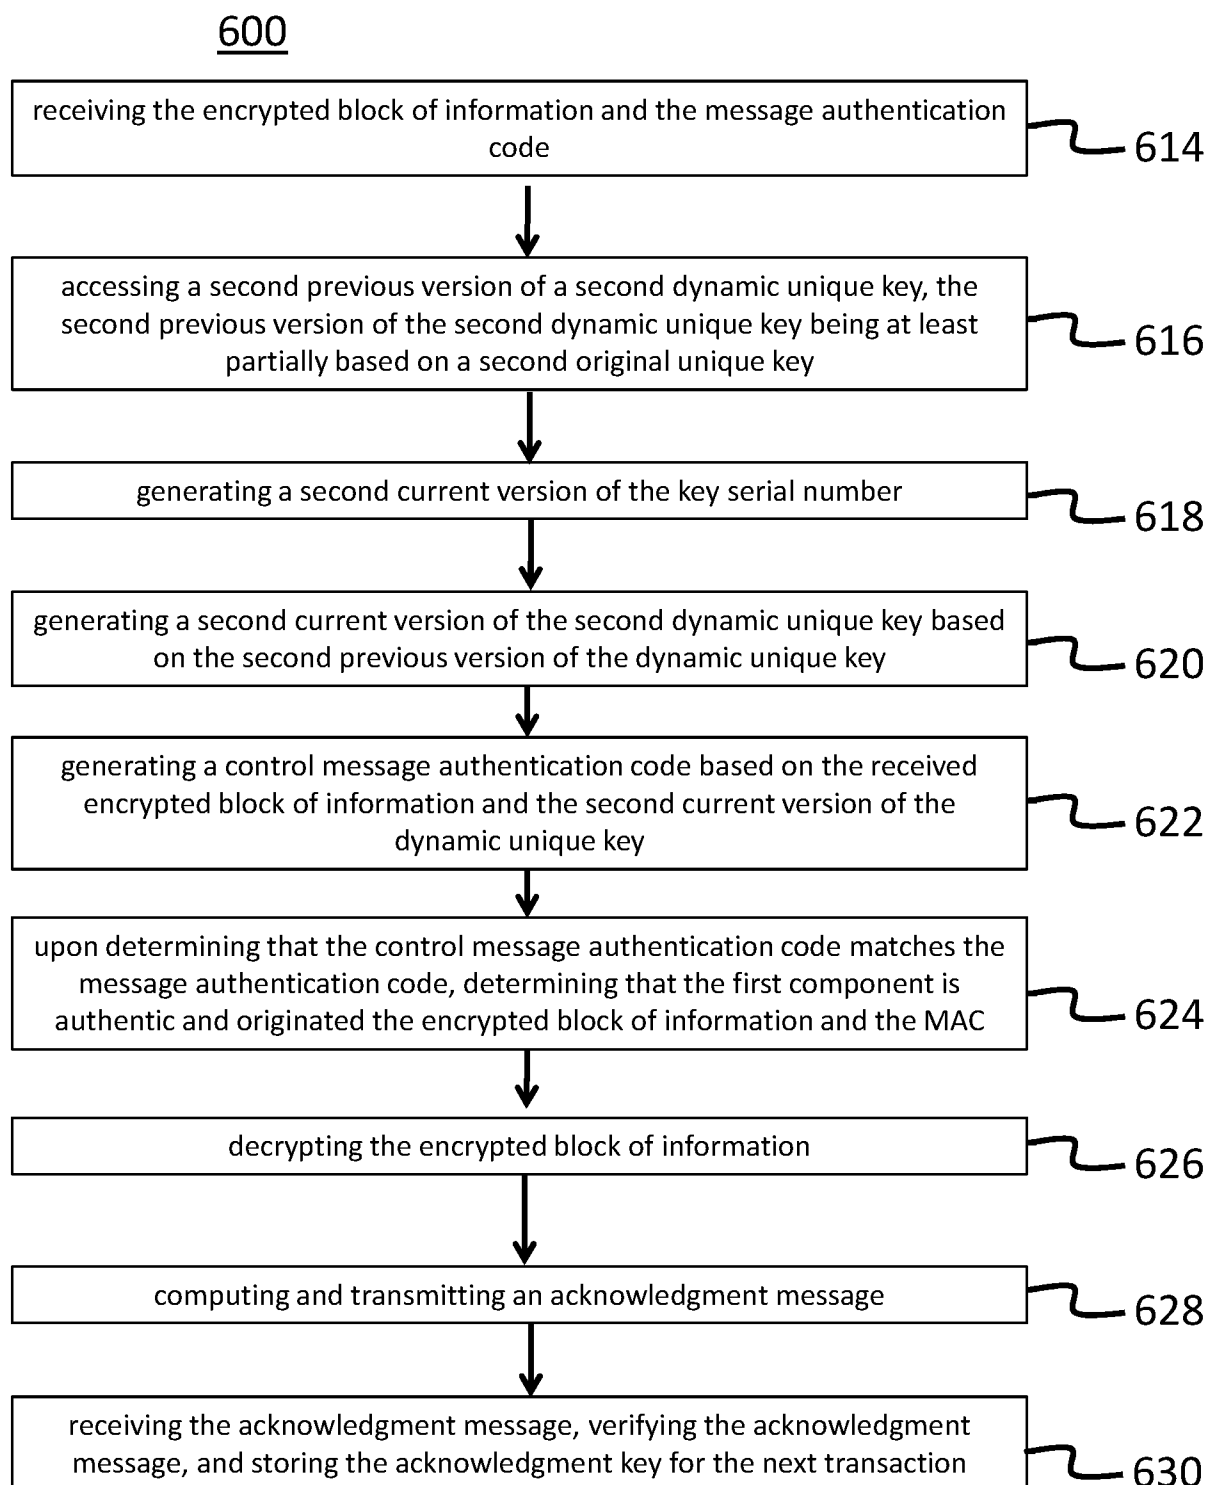 600
receiving the encrypted block of information and the message authentication
code
614
accessing a second previous version of a second dynamic unique key, the
second previous version of the second dynamic unique key being at least
partially based on a second original unique key
616
generating a second current version of the key serial number
618
generating a second current version of the second dynamic unique key based
on the second previous version of the dynamic unique key
620
generating a control message authentication code based on the received
encrypted block of information and the second current version of the
dynamic unique key
622
upon determining that the control message authentication code matches the
message authentication code, determining that the first component is
authentic and originated the encrypted block of information and the MAC
624
decrypting the encrypted block of information
626
computing and transmitting an acknowledgment message
628
receiving the acknowledgment message, verifying the acknowledgment
message, and storing the acknowledgment key for the next transaction
630